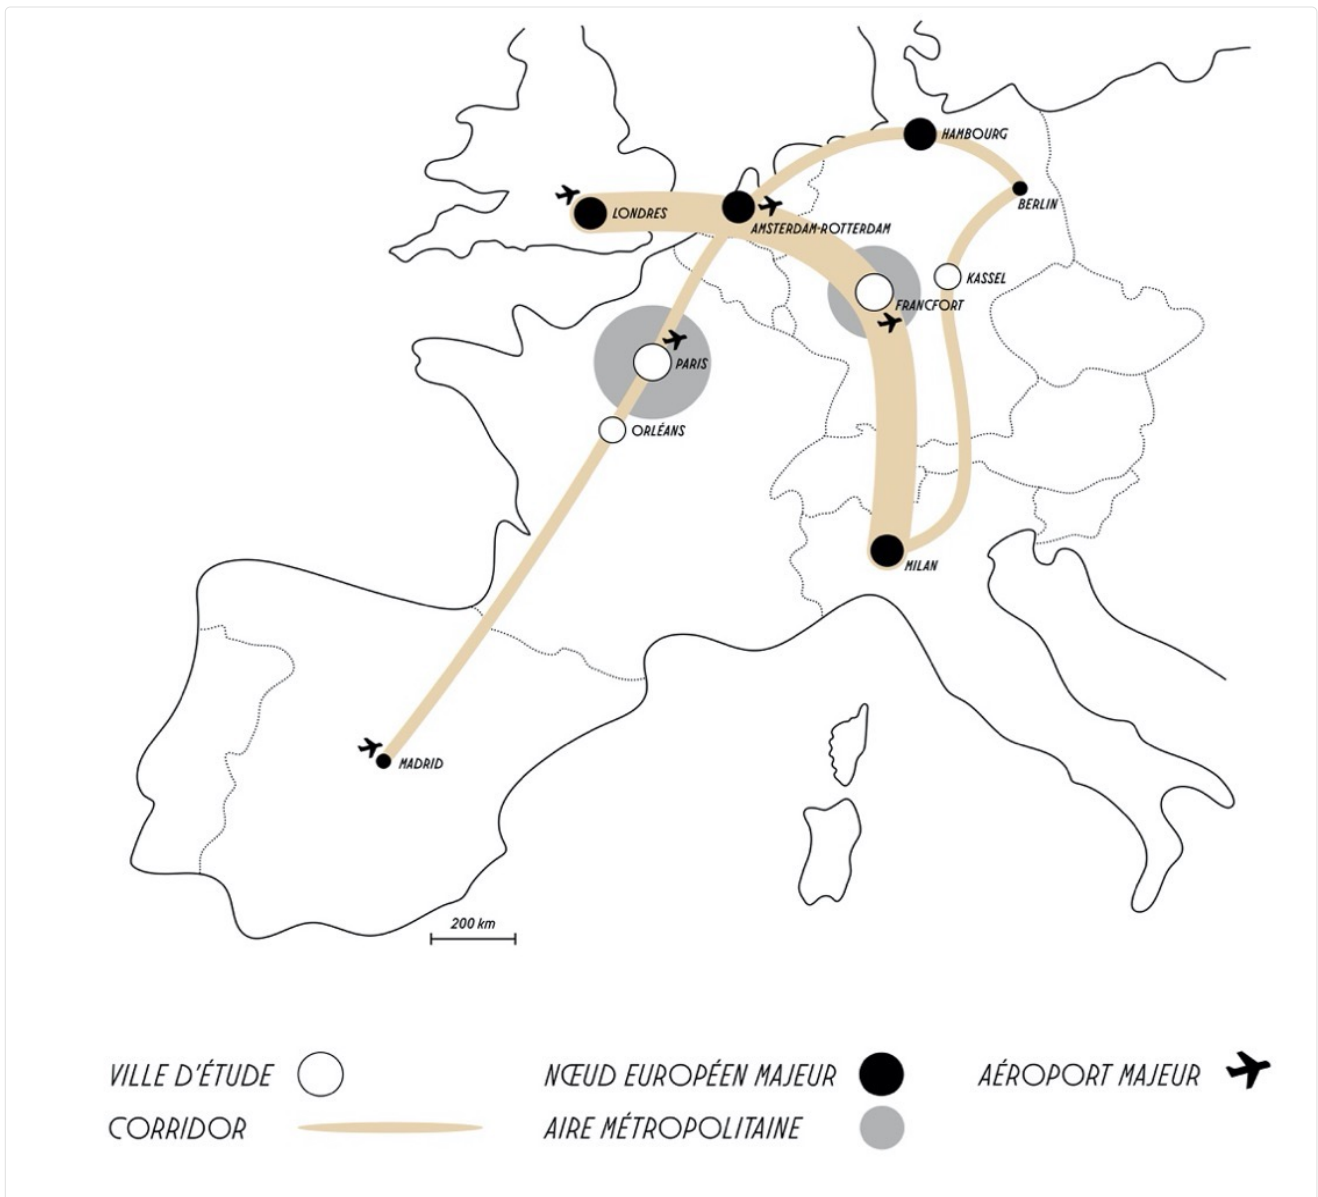 HAMBOURG
BERLIN
LONDRES
AMSTERDAM-ROTTERDAM
KASSEL
FRANCFORT
PARIS
ORLÉANS
MILAN
MADRID
200 km
VILLE D'ÉTUDE
NŒUD EUROPÉEN MAJEUR
AÉROPORT MAJEUR
CORRIDOR
AIRE MÉTROPOLITAINE